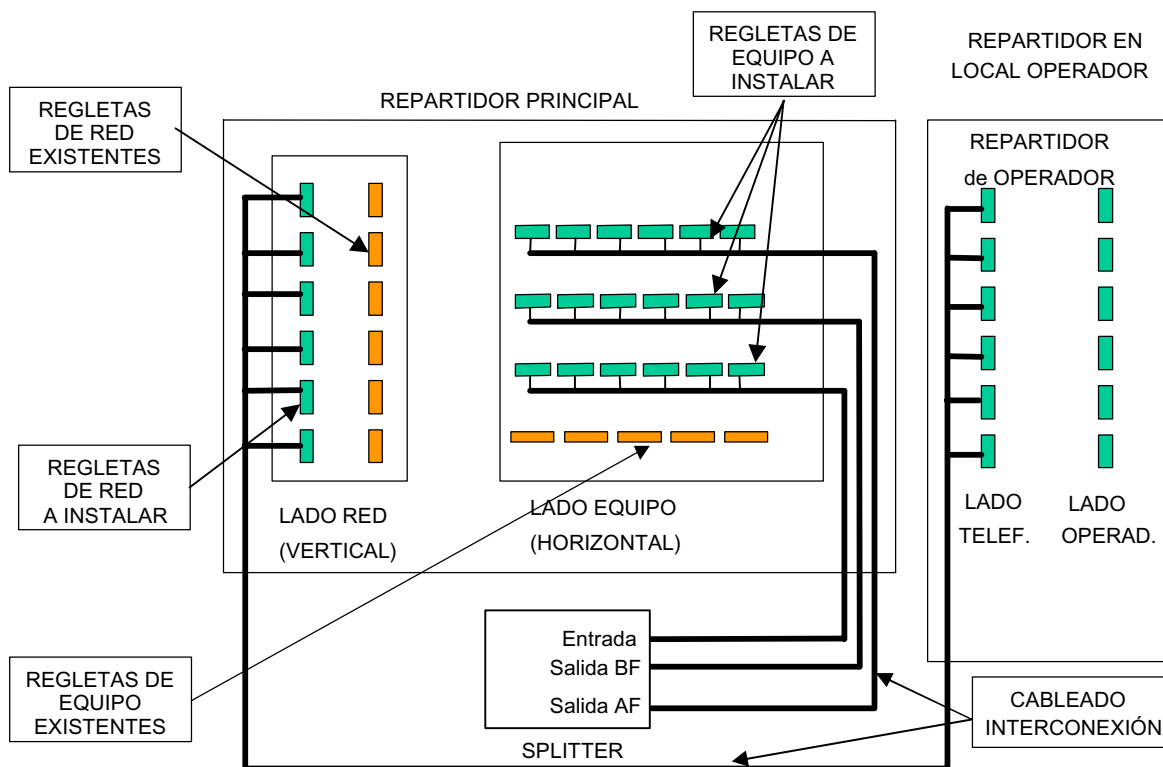 REGLETAS DE
EQUIPO A
INSTALAR
REPARTIDOR EN
LOCAL OPERADOR
REPARTIDOR PRINCIPAL
REGLETAS
DE RED
EXISTENTES
REPARTIDOR
de OPERADOR
REGLETAS
DE RED
A INSTALAR
LADO RED
(VERTICAL)
LADO EQUIPO
(HORIZONTAL)
LADO
TELEF.
LADO
OPERAD.
Entrada
Salida BF
Salida AF
SPLITTER
REGLETAS DE
EQUIPO
EXISTENTES
CABLEADO
INTERCONEXIÓN